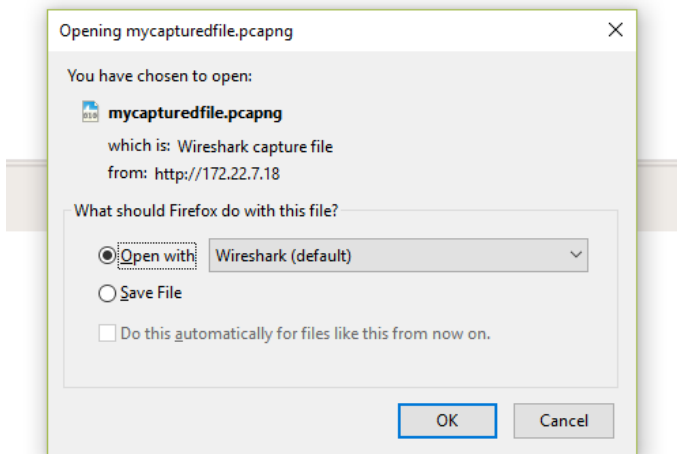 Opening mycapturedfile.pcapng
You have chosen to open:
mycapturedfile.pcapng
which is: Wireshark capture file
from: http://172.22.7.18
What should Firefox do with this file?
Open with Wireshark (default)
Save File
Do this automatically for files like this from now on.
OK Cancel